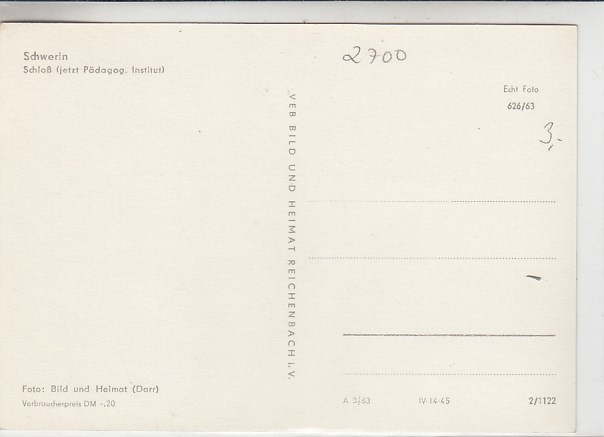 Schwerin
Schloß (jetzt Pädagog. Institut)
2700
Echt Foto
626/63
3,-
VEB BILD UND HEIMAT REICHENBACH i. V.
Foto: Bild und Heimat (Darr)
Verbraucherpreis DM -,20
A 3/63 IV-14-45 2/1122